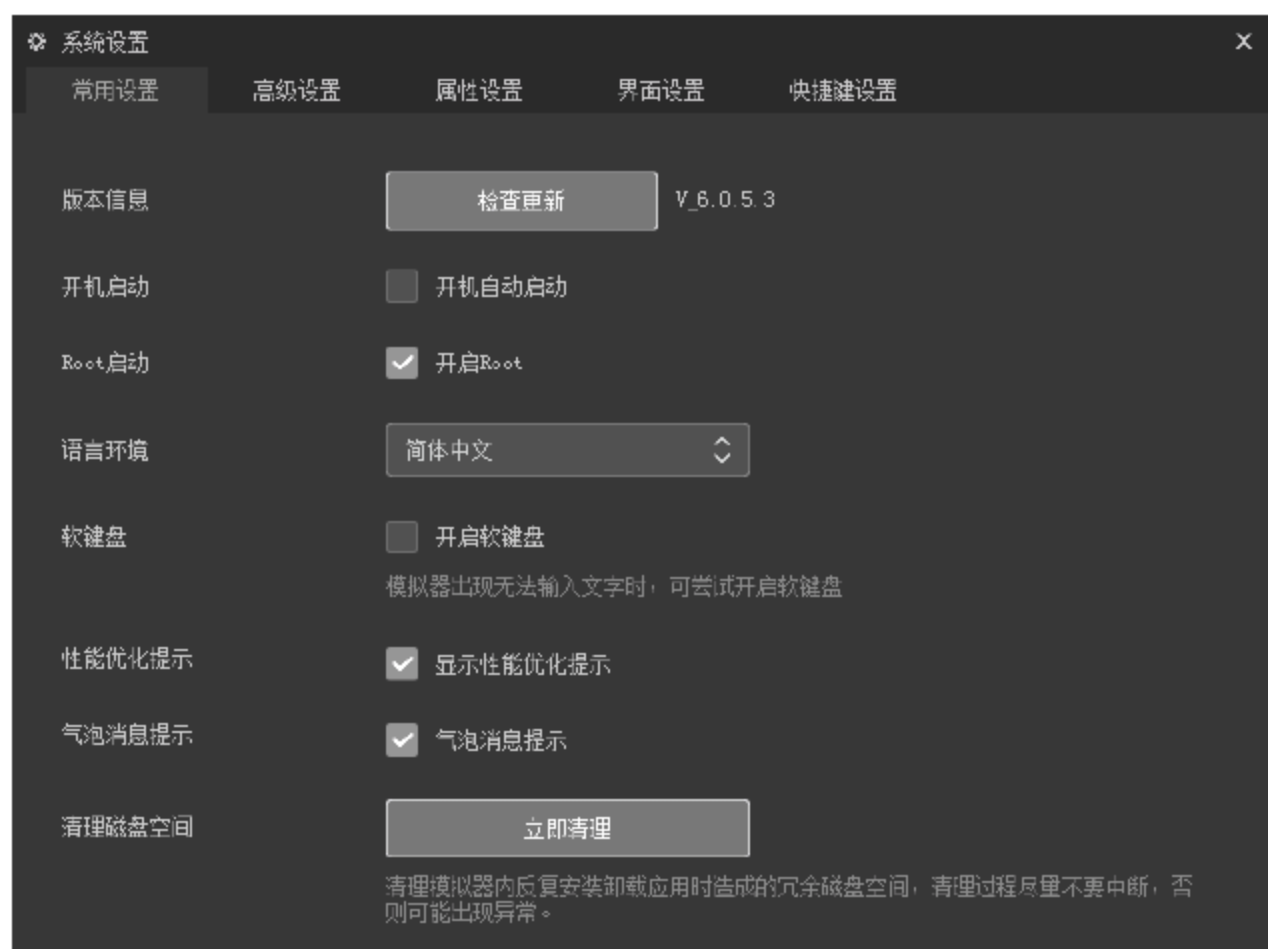 系统设置
常用设置 高级设置 属性设置 界面设置 快捷键设置
版本信息 检查更新 V_6.0.5.3
开机启动 开机自动启动
Root启动 开启Root
语言环境 简体中文
软键盘 开启软键盘
模拟器出现无法输入文字时，可尝试开启软键盘
性能优化提示 显示性能优化提示
气泡消息提示 气泡消息提示
清理磁盘空间 立即清理
清理模拟器内反复安装卸载应用时造成的冗余磁盘空间，清理过程尽量不要中断，否
则可能出现异常。